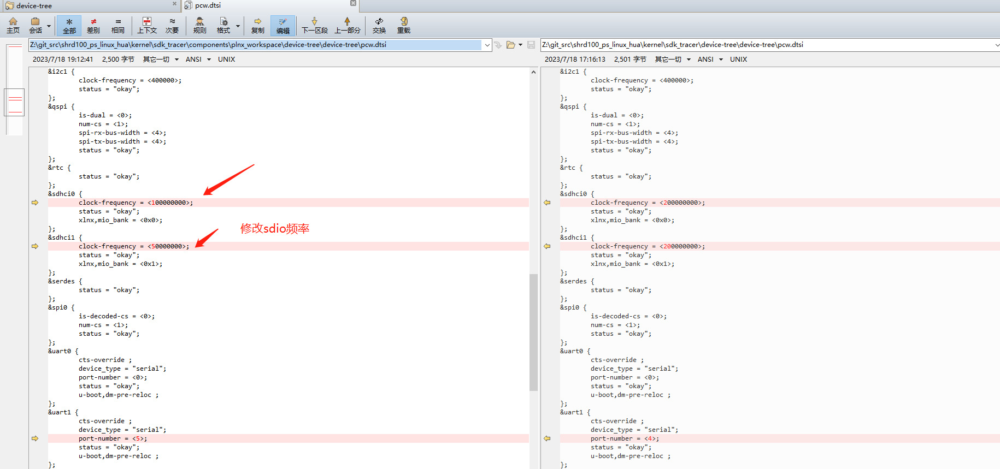 device-tree
pcw.dtsi
主页 会话 全部 差别 相同 上下文 次要 规则 格式 复制 编辑 下一区段 上一部分 交换 重载
Z:\git_src\shrd100_ps_linux_hua\kernel\sdk_tracer\components\plnx_workspace\device-tree\device-tree\pcw.dtsi
2023/7/18 19:12:41 2,500 字节 其它一切 ANSI UNIX
&i2c1 {
clock-frequency = <400000>;
status = "okay";
};
&qspi {
is-dual = <0>;
num-cs = <1>;
spi-rx-bus-width = <4>;
spi-tx-bus-width = <4>;
status = "okay";
};
&rtc {
status = "okay";
};
&sdhci0 {
clock-frequency = <100000000>;
status = "okay";
xlnx,mio_bank = <0x0>;
};
修改sdio频率
&sdhci1 {
clock-frequency = <50000000>;
status = "okay";
xlnx,mio_bank = <0x1>;
};
&serdes {
status = "okay";
};
&spi0 {
is-decoded-cs = <0>;
num-cs = <1>;
status = "okay";
};
&uart0 {
cts-override ;
device_type = "serial";
port-number = <0>;
status = "okay";
u-boot,dm-pre-reloc ;
};
&uart1 {
cts-override ;
device_type = "serial";
port-number = <5>;
status = "okay";
u-boot,dm-pre-reloc ;
};
Z:\git_src\shrd100_ps_linux_hua\kernel\sdk_tracer\device-tree\device-tree\pcw.dtsi
2023/7/18 17:16:13 2,501 字节 其它一切 ANSI UNIX
&i2c1 {
clock-frequency = <400000>;
status = "okay";
};
&qspi {
is-dual = <0>;
num-cs = <1>;
spi-rx-bus-width = <4>;
spi-tx-bus-width = <4>;
status = "okay";
};
&rtc {
status = "okay";
};
&sdhci0 {
clock-frequency = <200000000>;
status = "okay";
xlnx,mio_bank = <0x0>;
};
&sdhci1 {
clock-frequency = <200000000>;
status = "okay";
xlnx,mio_bank = <0x1>;
};
&serdes {
status = "okay";
};
&spi0 {
is-decoded-cs = <0>;
num-cs = <1>;
status = "okay";
};
&uart0 {
cts-override ;
device_type = "serial";
port-number = <0>;
status = "okay";
u-boot,dm-pre-reloc ;
};
&uart1 {
cts-override ;
device_type = "serial";
port-number = <4>;
status = "okay";
u-boot,dm-pre-reloc ;
};